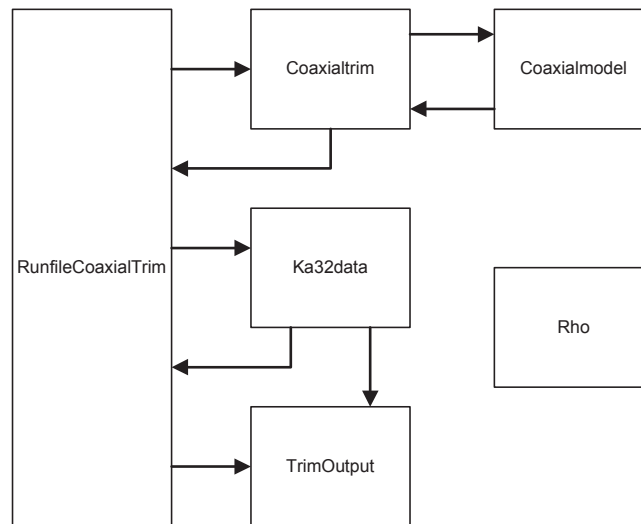 Coaxialtrim
Coaxialmodel
RunfileCoaxialTrim
Ka32data
Rho
TrimOutput